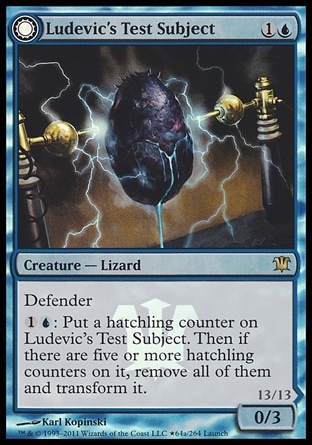 Ludevic's Test Subject 1
Creature — Lizard
Defender
1 : Put a hatchling counter on
Ludevic's Test Subject. Then if
there are five or more hatchling
counters on it, remove all of them
and transform it.
13/13
Karl Kopinski
0/3
™ & © 1993–2011 Wizards of the Coast LLC ★64a/264 Launch